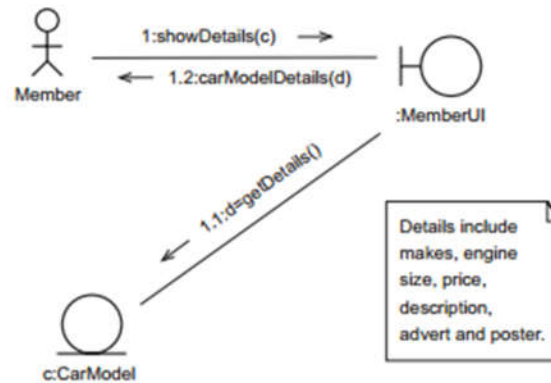 1:showDetails(c)
1.2:carModelDetails(d)
Member
:MemberUI
1.1:d=getDetails()
Details include
makes, engine
size, price,
description,
advert and poster.
c:CarModel